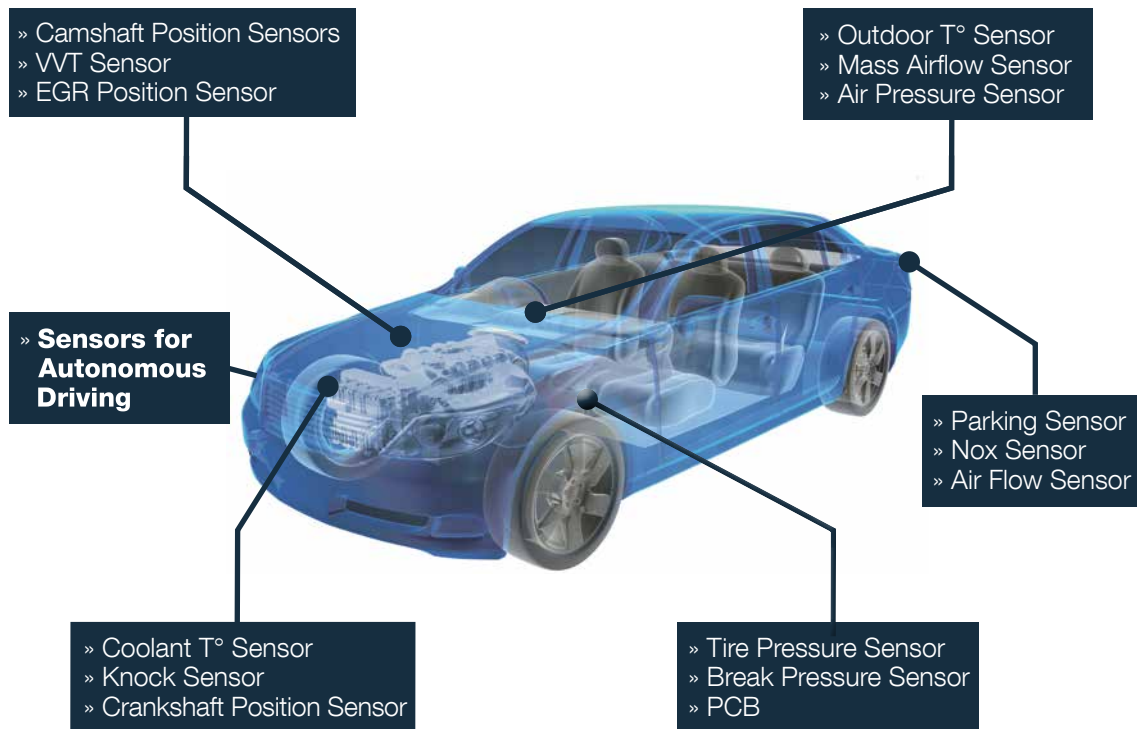 » Camshaft Position Sensors
» VVT Sensor
» EGR Position Sensor
» Outdoor T° Sensor
» Mass Airflow Sensor
» Air Pressure Sensor
» Sensors for
Autonomous
Driving
» Parking Sensor
» Nox Sensor
» Air Flow Sensor
» Coolant T° Sensor
» Knock Sensor
» Crankshaft Position Sensor
» Tire Pressure Sensor
» Break Pressure Sensor
» PCB